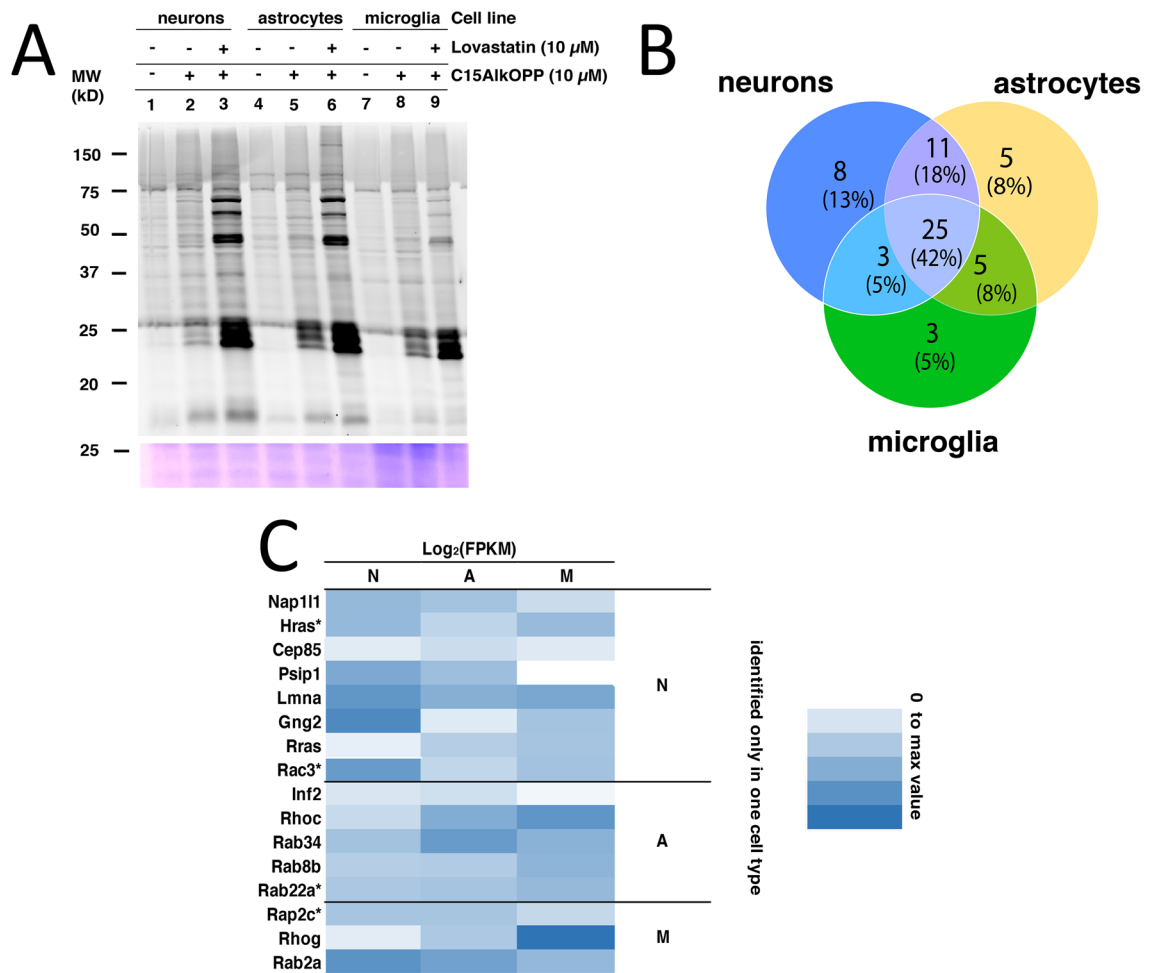 A
neurons astrocytes microglia Cell line
- - + - - + - - + Lovastatin (10 µM)
- + + - + + - + + C15AlkOPP (10 µM)
MW
(kD)
1 2 3 4 5 6 7 8 9
150
75
50
37
25
20
25
B
neurons astrocytes
8
(13%)
11
(18%)
5
(8%)
25
(42%)
3
(5%)
5
(8%)
3
(5%)
microglia
C
Log₂(FPKM)
N A M
Nap1l1
Hras*
Cep85
Psip1
Lmna
Gng2
Rras
Rac3*
N
Inf2
Rhoc
Rab34
Rab8b
Rab22a*
A
Rap2c*
Rhog
Rab2a
M
identified only in one cell type
0 to max value